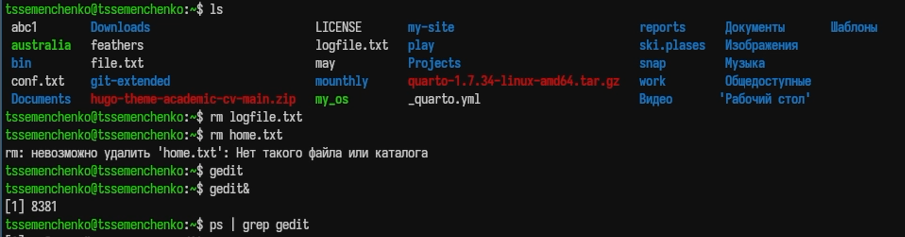 tssemenchenko@tssemenchenko:~$ ls
abc1 Downloads LICENSE my-site reports Документы Шаблоны
australia feathers logfile.txt play ski.plases Изображения
bin file.txt may Projects snap Музыка
conf.txt git-extended mounthly quarto-1.7.34-linux-amd64.tar.gz work Общедоступные
Documents hugo-theme-academic-cv-main.zip my_os _quarto.yml Видео 'Рабочий стол'
tssemenchenko@tssemenchenko:~$ rm logfile.txt
tssemenchenko@tssemenchenko:~$ rm home.txt
rm: невозможно удалить 'home.txt': Нет такого файла или каталога
tssemenchenko@tssemenchenko:~$ gedit
tssemenchenko@tssemenchenko:~$ gedit&
[1] 8381
tssemenchenko@tssemenchenko:~$ ps | grep gedit